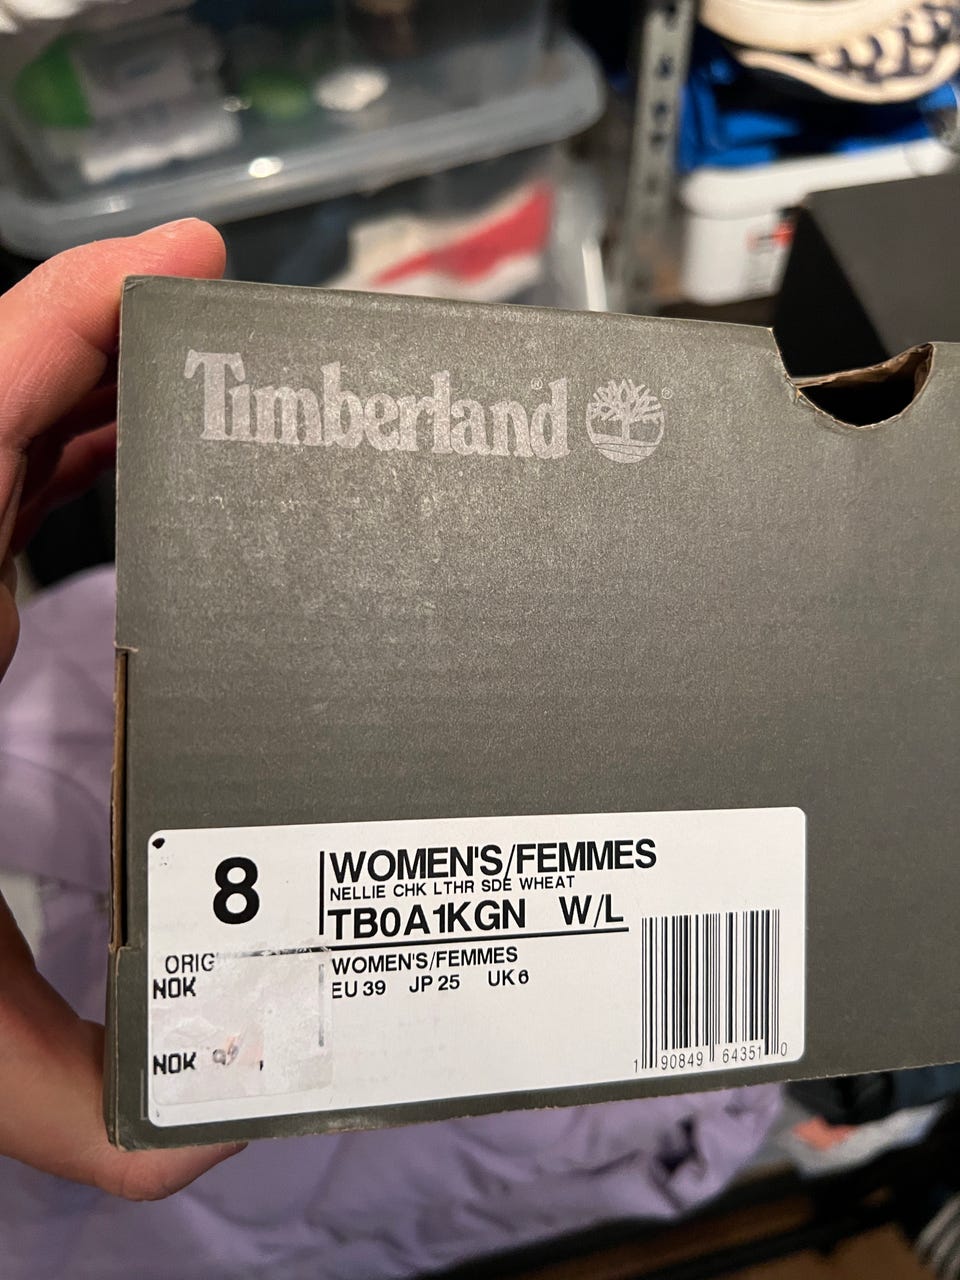 Timberland®
8
WOMEN'S/FEMMES
NELLIE CHK LTHR SDE WHEAT
TB0A1KGN W/L
WOMEN'S/FEMMES
EU 39 JP 25 UK 6
ORIG
NOK
NOK
1 90849 64351 0